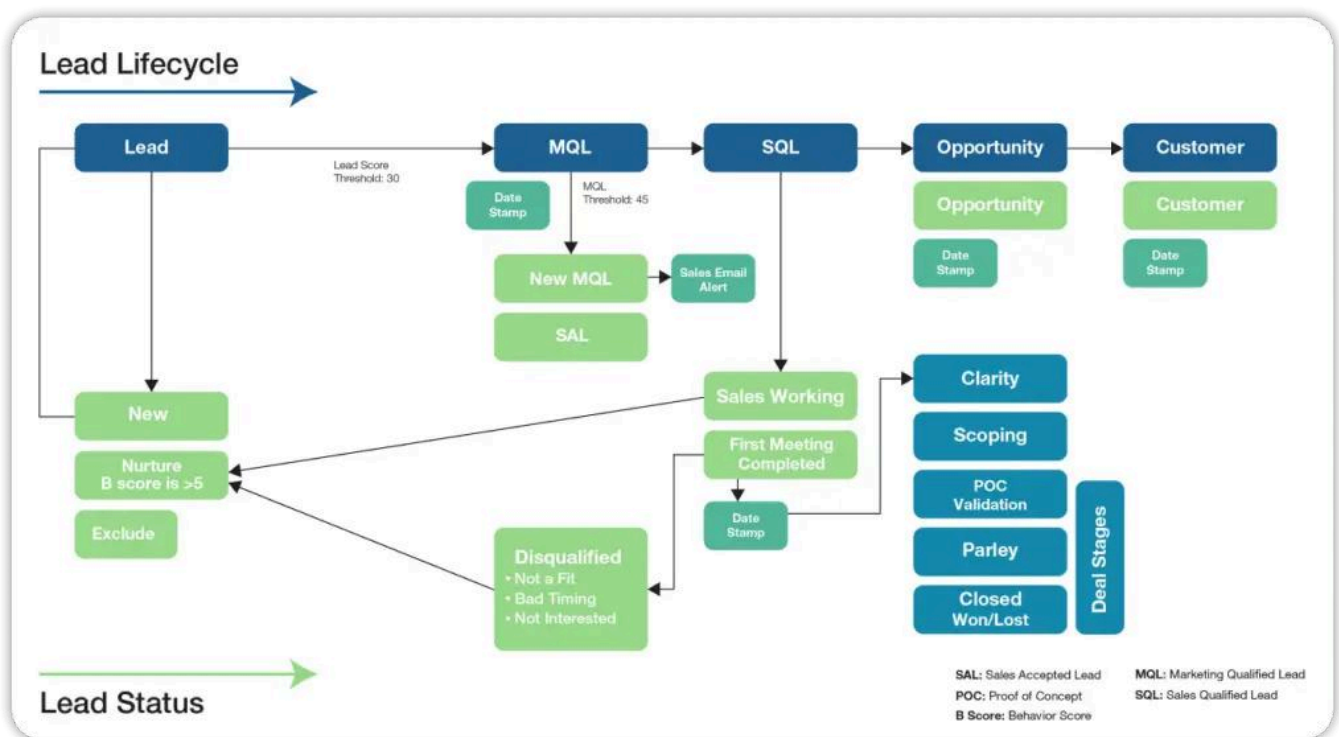 Lead Lifecycle
Lead
MQL
SQL
Opportunity
Customer
Lead Score
Threshold: 30
Date
Stamp
MQL
Threshold: 45
Opportunity
Customer
Date
Stamp
Date
Stamp
New MQL
Sales Email
Alert
SAL
Clarity
New
Sales Working
Scoping
Nurture
B score is >5
First Meeting
Completed
POC
Validation
Date
Stamp
Exclude
Disqualified
• Not a Fit
• Bad Timing
• Not Interested
Parley
Closed
Won/Lost
Deal Stages
Lead Status
SAL: Sales Accepted Lead
MQL: Marketing Qualified Lead
POC: Proof of Concept
SQL: Sales Qualified Lead
B Score: Behavior Score